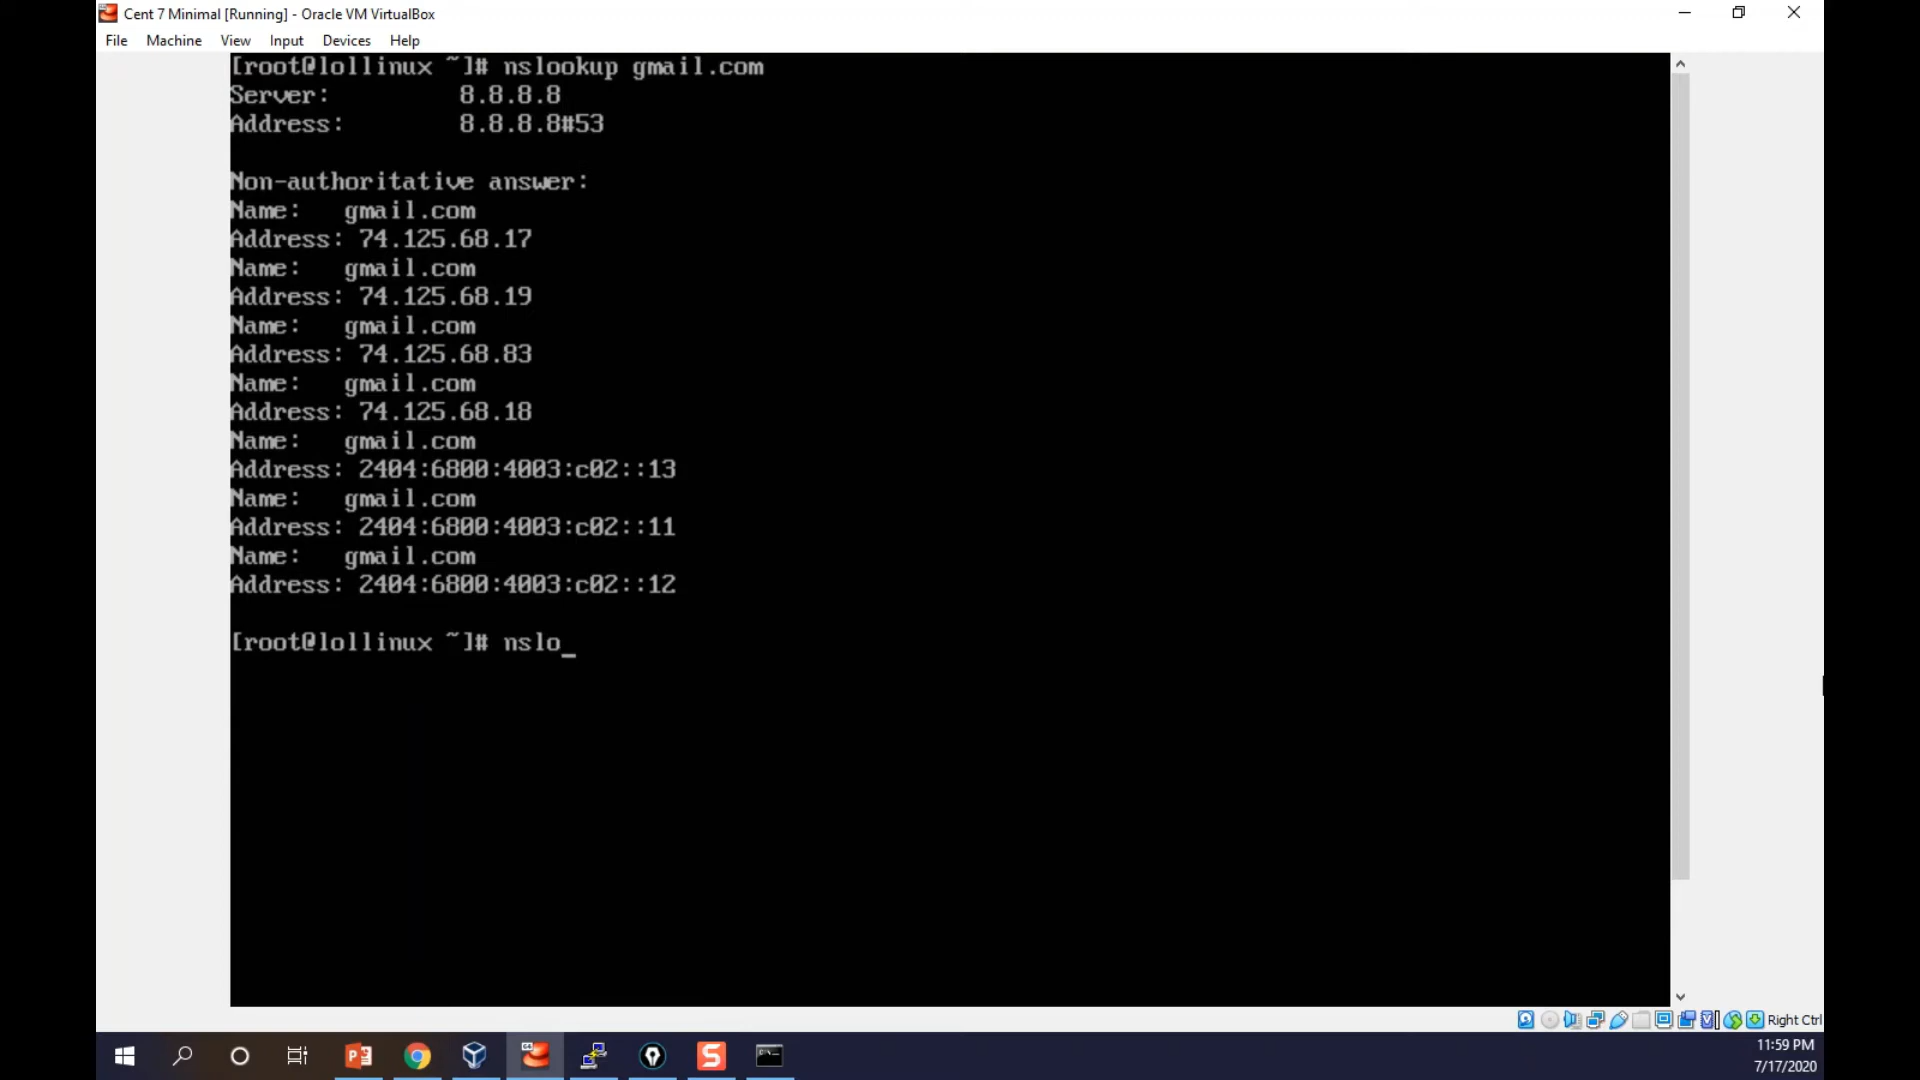 Cent 7 Minimal [Running] - Oracle VM VirtualBox
File Machine View Input Devices Help
[root@lollinux ~]# nslookup gmail.com
Server: 8.8.8.8
Address: 8.8.8.8#53
Non-authoritative answer:
Name: gmail.com
Address: 74.125.68.17
Name: gmail.com
Address: 74.125.68.19
Name: gmail.com
Address: 74.125.68.83
Name: gmail.com
Address: 74.125.68.18
Name: gmail.com
Address: 2404:6800:4003:c02::13
Name: gmail.com
Address: 2404:6800:4003:c02::11
Name: gmail.com
Address: 2404:6800:4003:c02::12
[root@lollinux ~]# nslo_
Right Ctrl
11:59 PM
7/17/2020